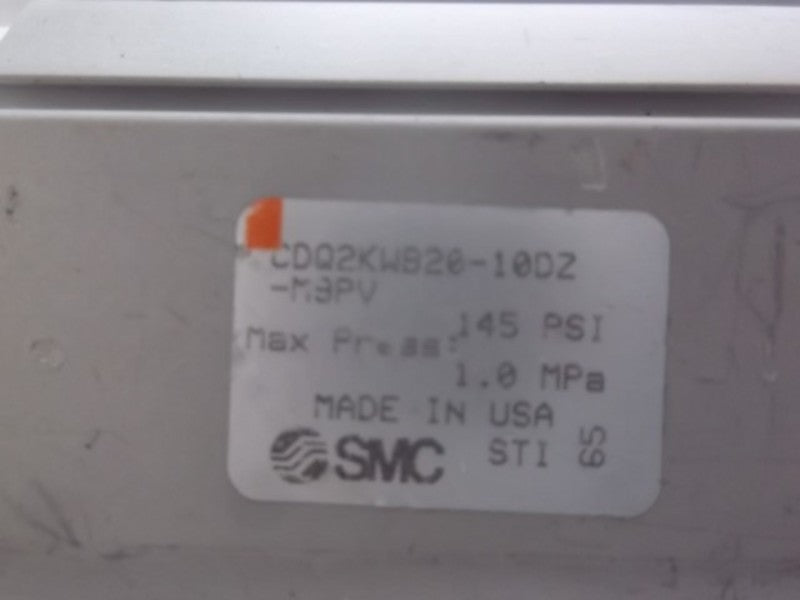 CDQ2KWB20-10DZ
-M9PV
Max Press: 145 PSI
1.0 MPa
MADE IN USA
SMC STI 65